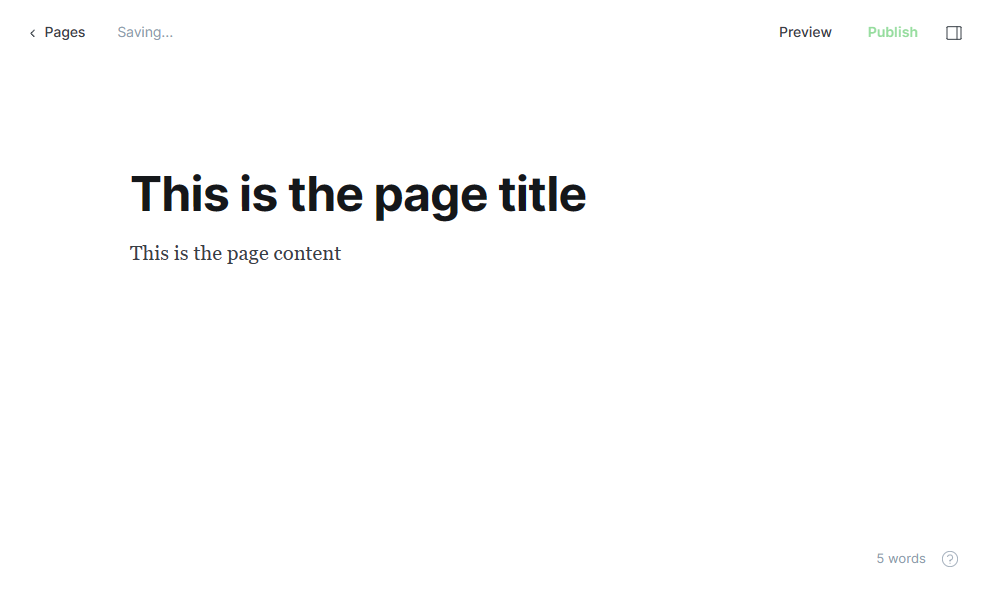 Pages
Saving...
Preview
Publish
This is the page title
This is the page content
5 words
?